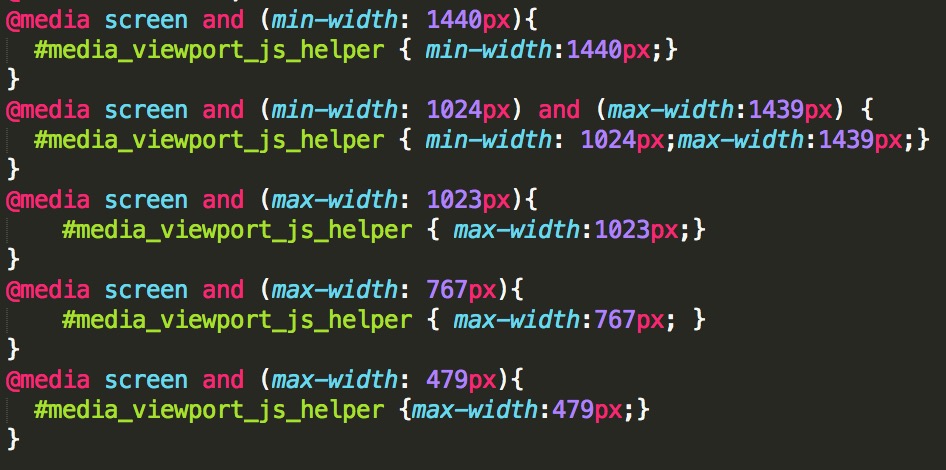 @media screen and (min-width: 1440px){
  #media_viewport_js_helper { min-width:1440px;}
}
@media screen and (min-width: 1024px) and (max-width:1439px) {
  #media_viewport_js_helper { min-width: 1024px;max-width:1439px;}
}
@media screen and (max-width: 1023px){
    #media_viewport_js_helper { max-width:1023px;}
}
@media screen and (max-width: 767px){
    #media_viewport_js_helper { max-width:767px; }
}
@media screen and (max-width: 479px){
  #media_viewport_js_helper {max-width:479px;}
}